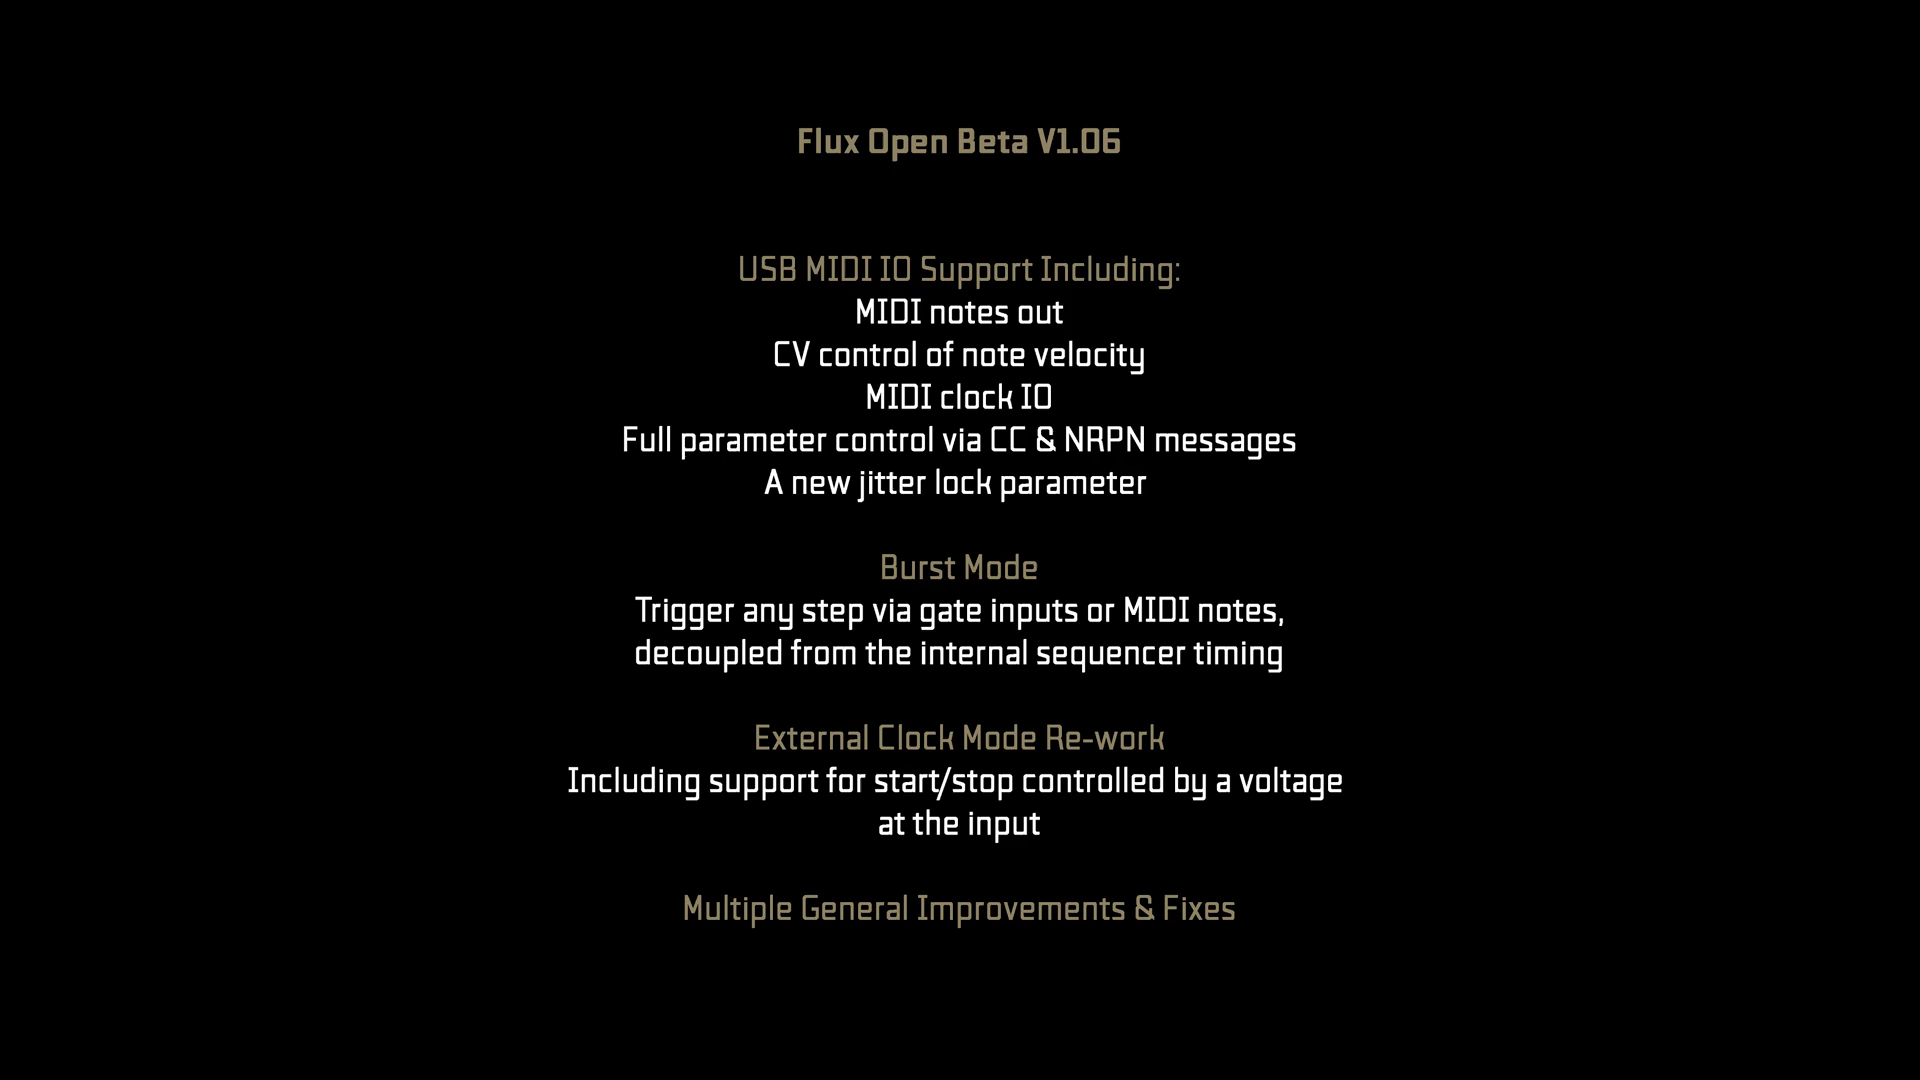 Flux Open Beta V1.06
USB MIDI IO Support Including:
MIDI notes out
CV control of note velocity
MIDI clock IO
Full parameter control via CC & NRPN messages
A new jitter lock parameter
Burst Mode
Trigger any step via gate inputs or MIDI notes,
decoupled from the internal sequencer timing
External Clock Mode Re-work
Including support for start/stop controlled by a voltage
at the input
Multiple General Improvements & Fixes